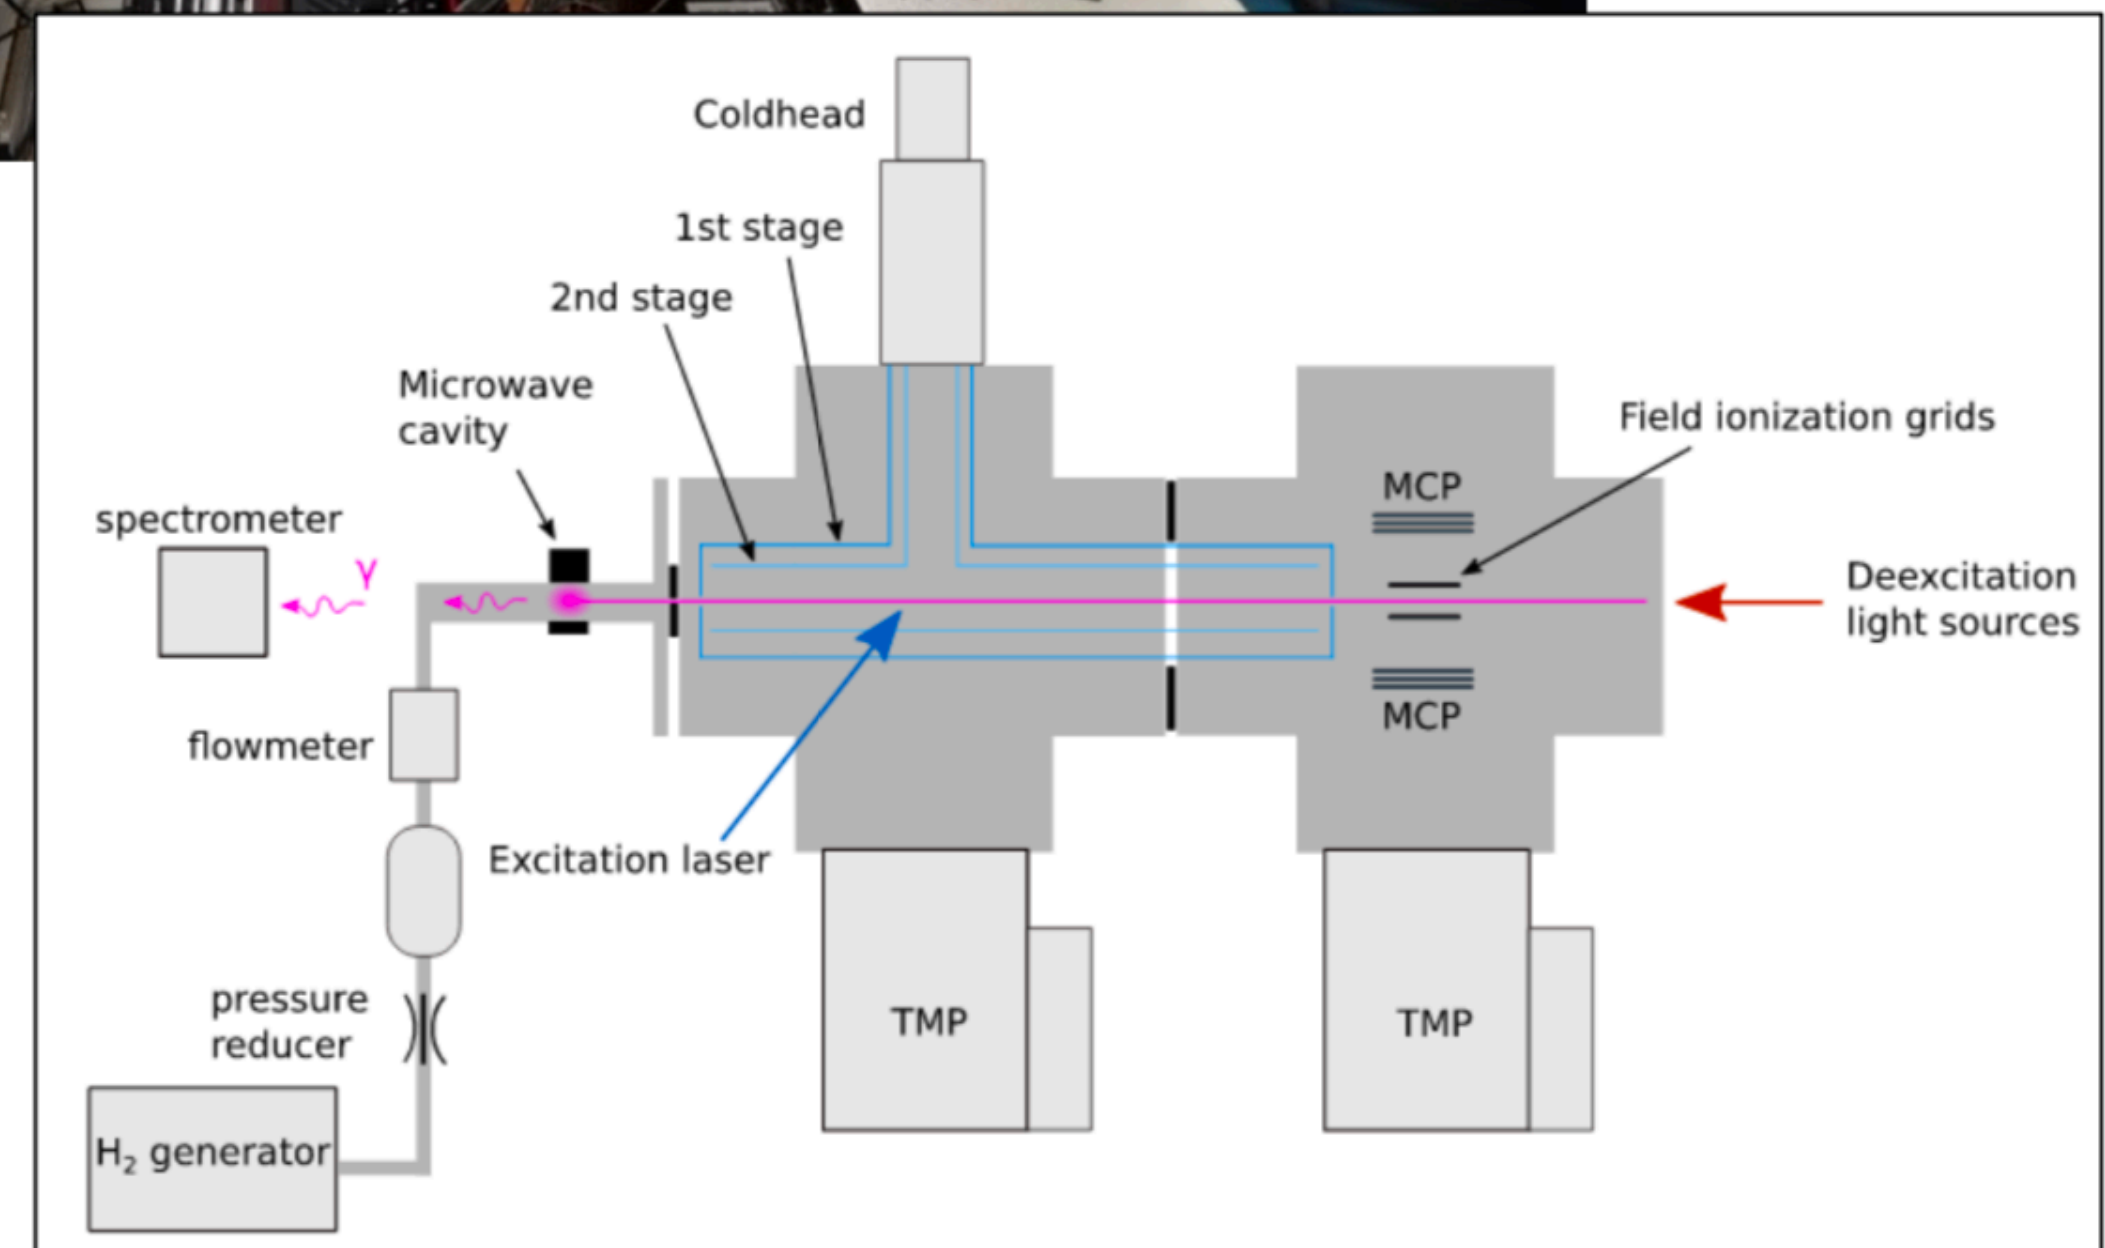 Coldhead
1st stage
2nd stage
Microwave
cavity
Field ionization grids
MCP
spectrometer
γ
Deexcitation
light sources
MCP
flowmeter
Excitation laser
pressure
reducer
TMP
TMP
H₂ generator